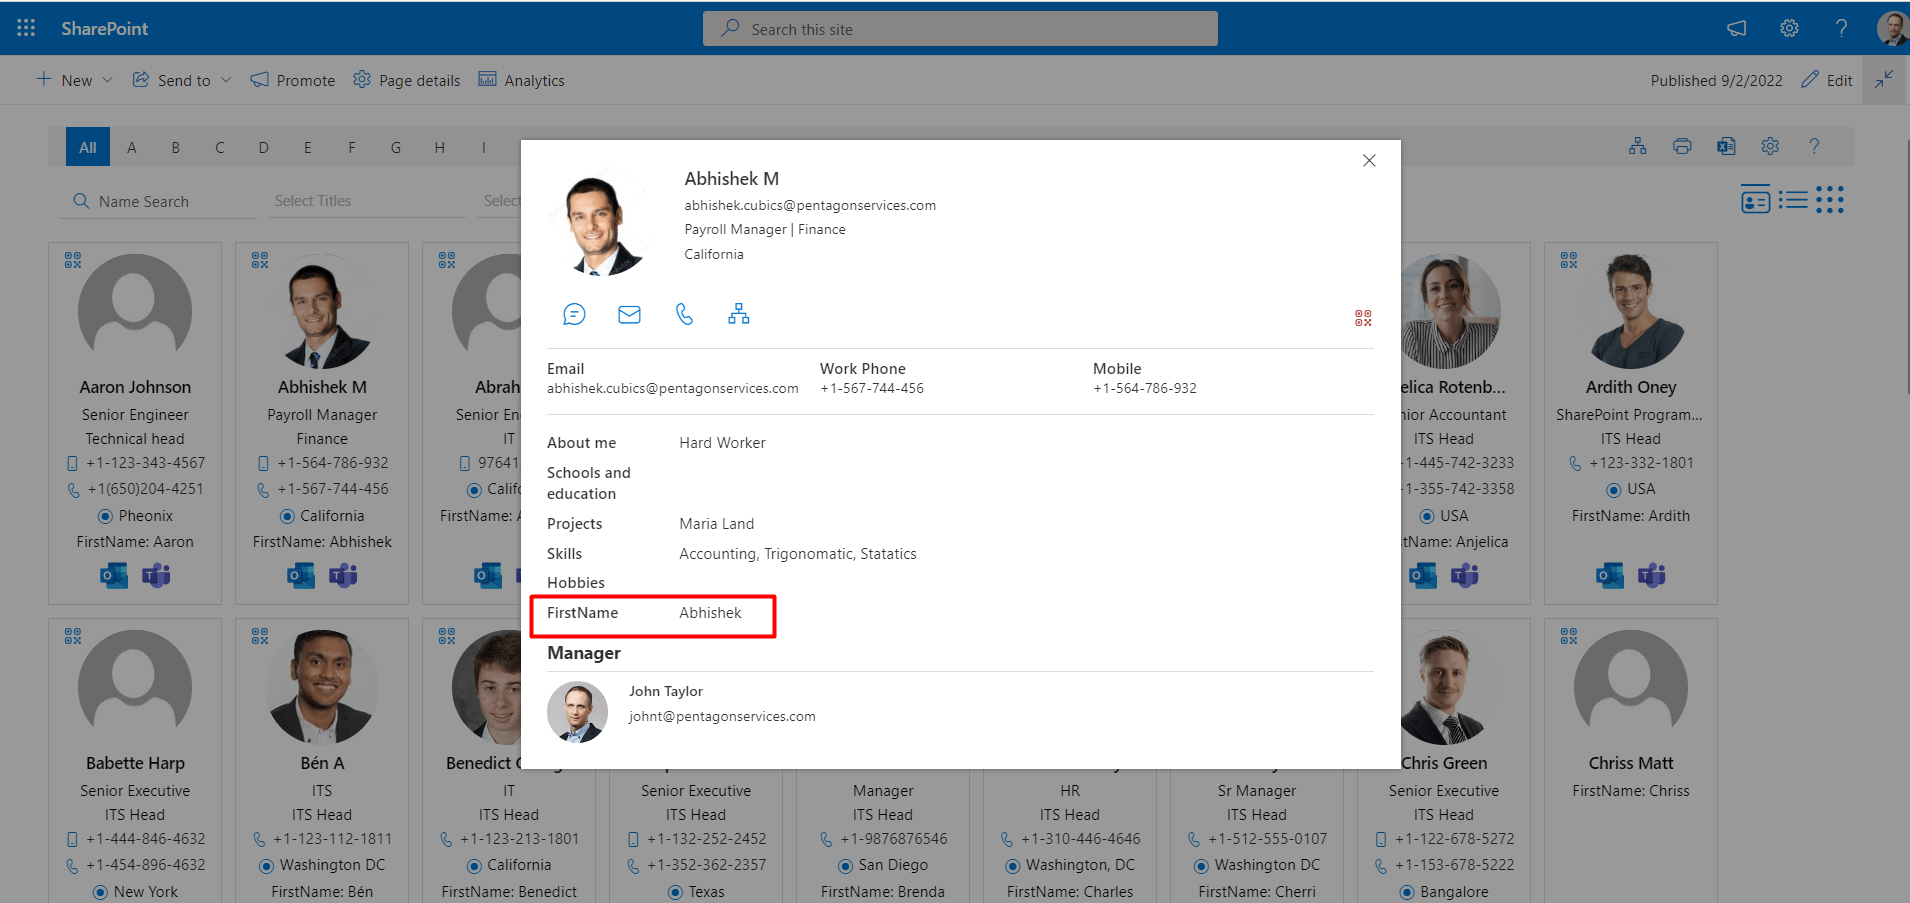 SharePoint
Search this site
New
Send to
Promote
Page details
Analytics
Published 9/2/2022
Edit
All A B C D E F G H I
Name Search
Select Titles
Select
Abhishek M
abhishek.cubics@pentagonservices.com
Payroll Manager | Finance
California
Email
abhishek.cubics@pentagonservices.com
Work Phone
+1-567-744-456
Mobile
+1-564-786-932
About me Hard Worker
Schools and
education
Projects Maria Land
Skills Accounting, Trigonomatic, Statatics
Hobbies
FirstName Abhishek
Manager
John Taylor
johnt@pentagonservices.com
Aaron Johnson
Senior Engineer
Technical head
+1-123-343-4567
+1(650)204-4251
Pheonix
FirstName: Aaron
Abhishek M
Payroll Manager
Finance
+1-564-786-932
+1-567-744-456
California
FirstName: Abhishek
Abrah
Senior En
IT
97641
Califo
FirstName:
elica Rotenb...
nior Accountant
ITS Head
-1-445-742-3233
-1-355-742-3358
USA
tName: Anjelica
Ardith Oney
SharePoint Program...
ITS Head
+123-332-1801
USA
FirstName: Ardith
Babette Harp
Senior Executive
ITS Head
+1-444-846-4632
+1-454-896-4632
New York
Bén A
ITS
ITS Head
+1-123-112-1811
Washington DC
FirstName: Bén
Benedict
IT
ITS Head
+1-123-213-1801
California
FirstName: Benedict
Senior Executive
ITS Head
+1-132-252-2452
+1-352-362-2357
Texas
Manager
ITS Head
+1-9876876546
San Diego
FirstName: Brenda
HR
ITS Head
+1-310-446-4646
Washington, DC
FirstName: Charles
Sr Manager
ITS Head
+1-512-555-0107
Washington DC
FirstName: Cherri
Chris Green
Senior Executive
ITS Head
+1-122-678-5272
+1-153-678-5222
Bangalore
Chriss Matt
FirstName: Chriss